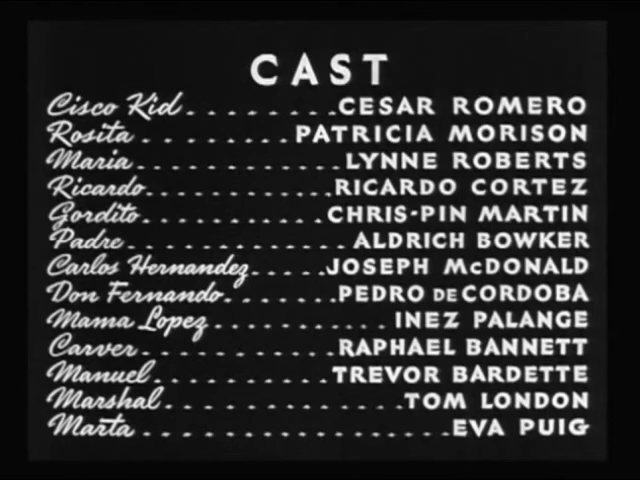 CAST
Cisco Kid. . . . . . . .CESAR ROMERO
Rosita . . . . . . . . . PATRICIA MORISON
Maria. . . . . . . . . . . . LYNNE ROBERTS
Ricardo. . . . . . . . . . .RICARDO CORTEZ
Gordito. . . . . . . . . . . CHRIS-PIN MARTIN
Padre. . . . . . . . . . . . . ALDRICH BOWKER
Carlos Hernandez. . . . .JOSEPH McDONALD
Don Fernando. . . . . . .PEDRO DE CORDOBA
Mama Lopez. . . . . . . . . . . . INEZ PALANGE
Carver. . . . . . . . . . . RAPHAEL BANNETT
Manuel. . . . . . . . . . . TREVOR BARDETTE
Marshal. . . . . . . . . . . . . .TOM LONDON
Marta . . . . . . . . . . . . . . . . . .EVA PUIG